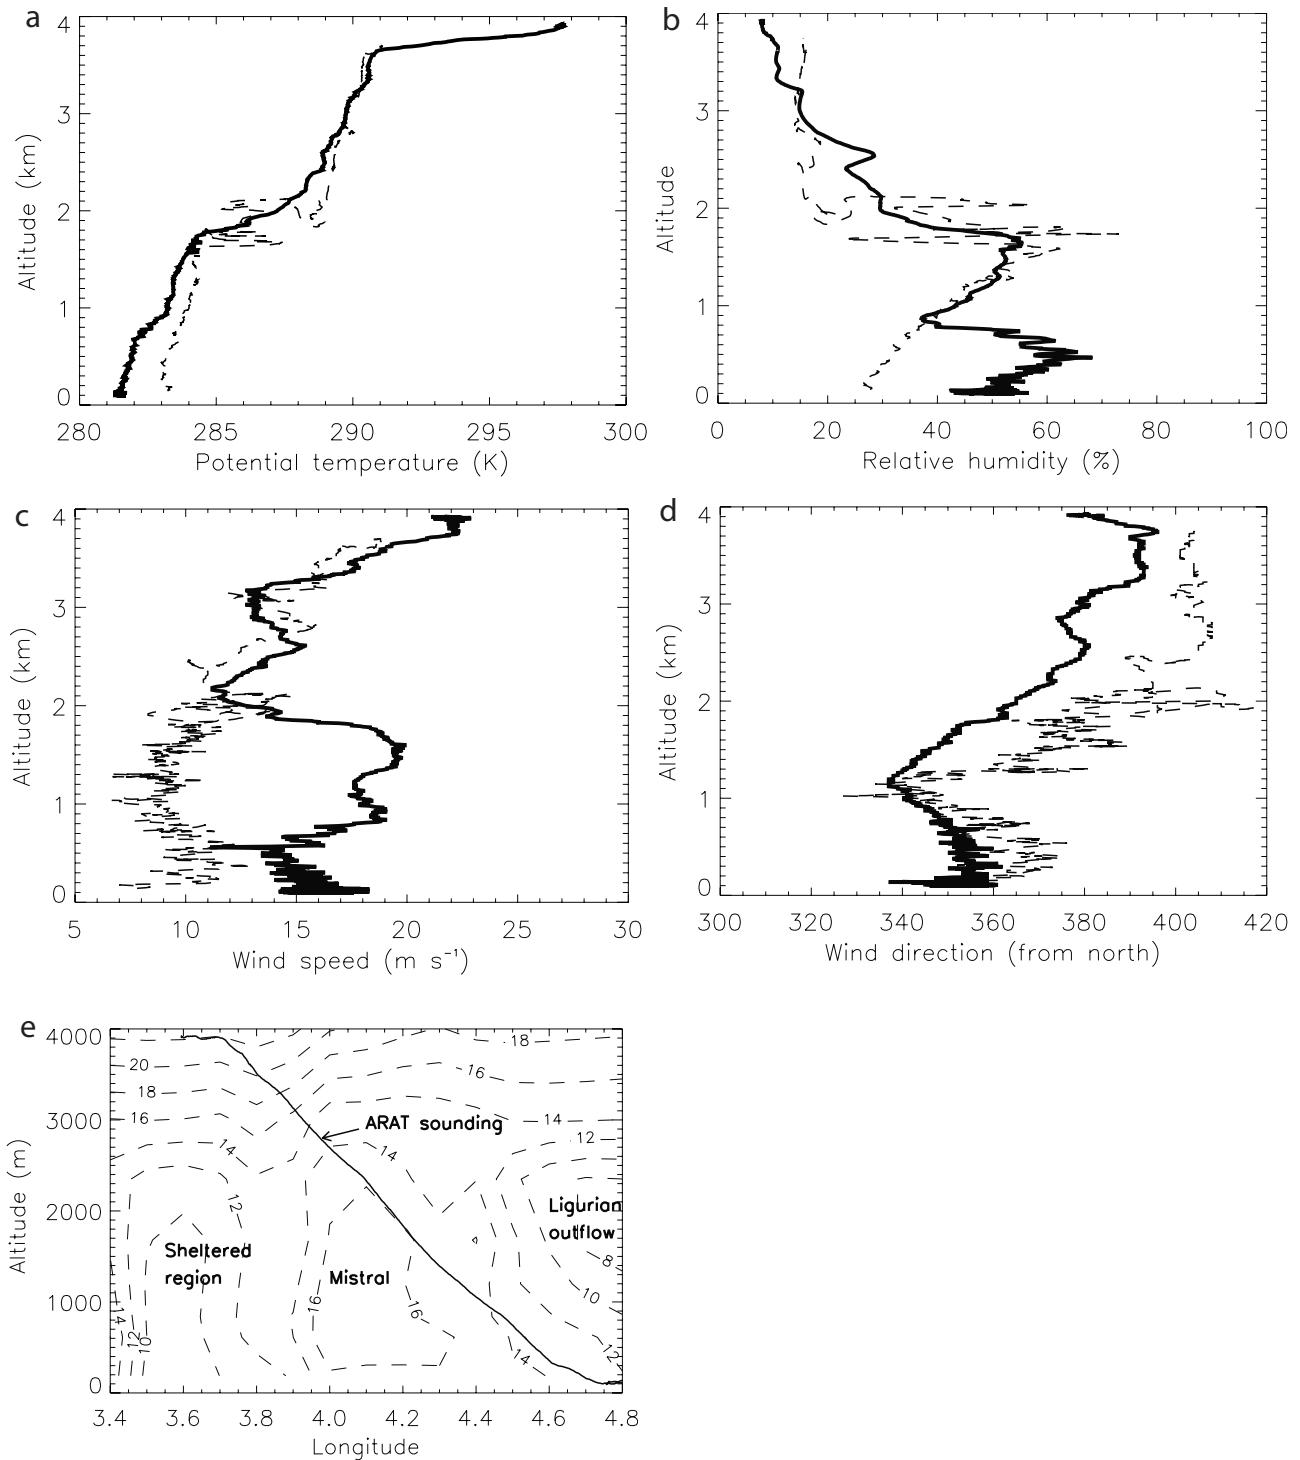 a
4
3
2
1
0
Altitude (km)
280 285 290 295 300
Potential temperature (K)
b
4
3
2
1
0
Altitude
0 20 40 60 80 100
Relative humidity (%)
c
4
3
2
1
0
Altitude (km)
5 10 15 20 25 30
Wind speed (m s⁻¹)
d
4
3
2
1
0
Altitude (km)
300 320 340 360 380 400 420
Wind direction (from north)
e
4000
3000
2000
1000
0
Altitude (m)
20
18
16
14
12
18
16
14
12
14
ARAT sounding
Ligurian
outflow
Sheltered
region
Mistral
16
16
8
10
12
14
14
12
10
3.4 3.6 3.8 4.0 4.2 4.4 4.6 4.8
Longitude